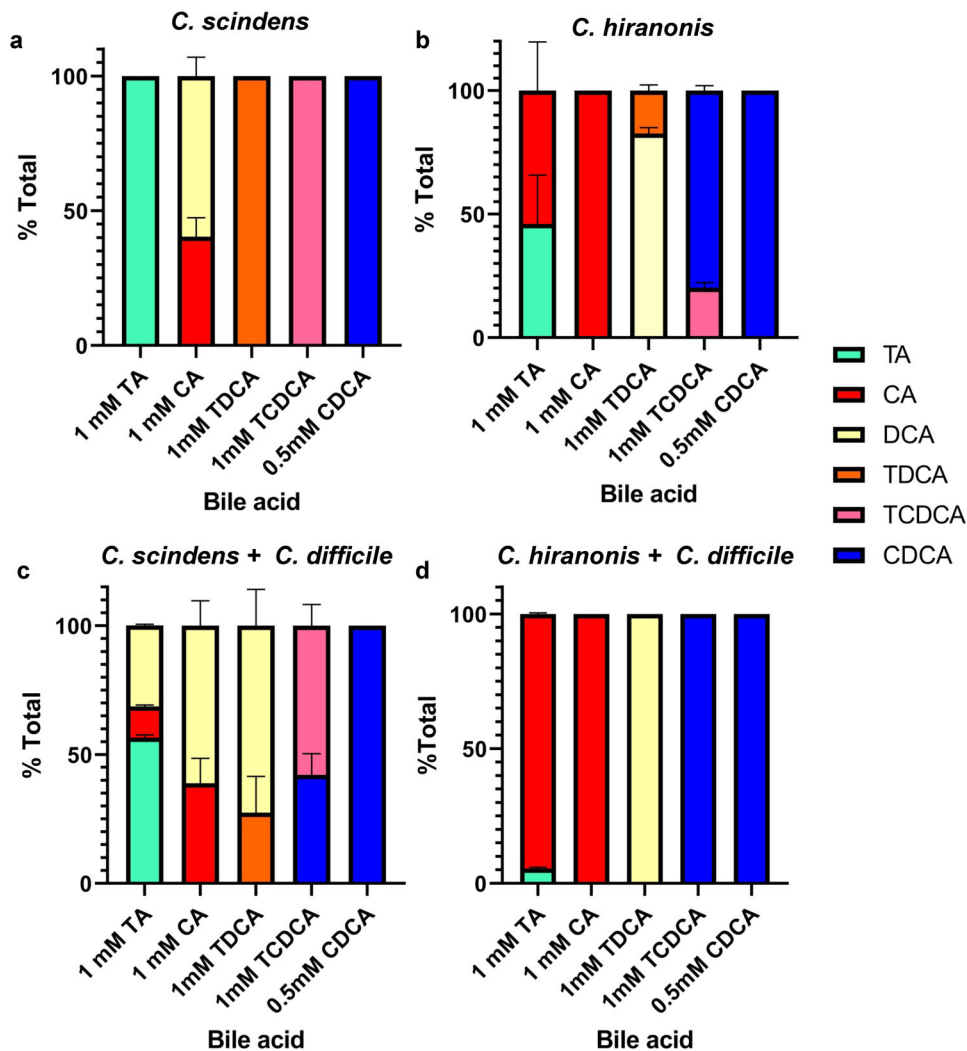 a
C. scindens
% Total
100
50
0
1 mM TA
1 mM CA
1mM TDCA
1mM TCDCA
0.5mM CDCA
Bile acid
b
C. hiranonis
% Total
100
50
0
1 mM TA
1 mM CA
1mM TDCA
1mM TCDCA
0.5mM CDCA
Bile acid
TA
CA
DCA
TDCA
TCDCA
CDCA
c
C. scindens + C. difficile
% Total
100
50
0
1 mM TA
1 mM CA
1mM TDCA
1mM TCDCA
0.5mM CDCA
Bile acid
d
C. hiranonis + C. difficile
%Total
100
50
0
1 mM TA
1 mM CA
1mM TDCA
1mM TCDCA
0.5mM CDCA
Bile acid